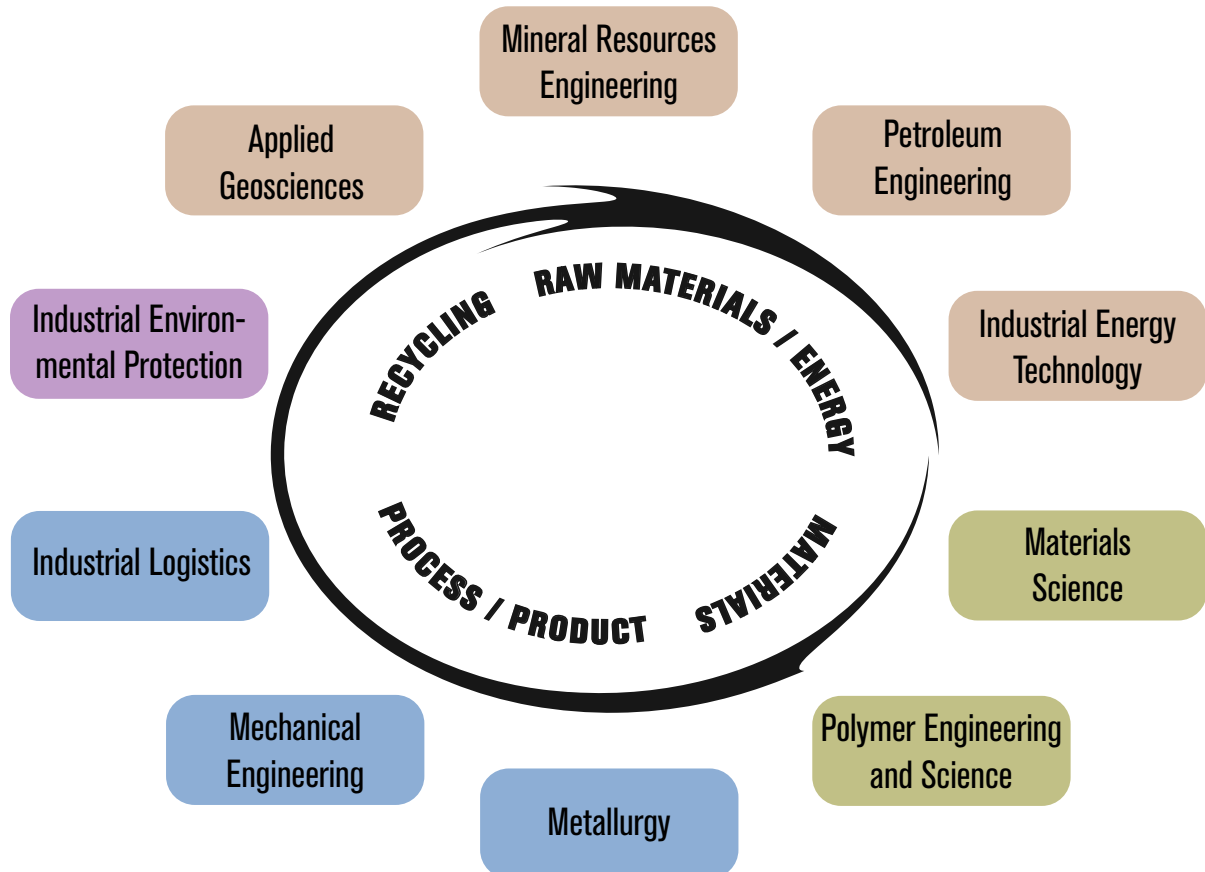 Mineral Resources
Engineering
Applied
Geosciences
Petroleum
Engineering
RECYCLING
RAW MATERIALS / ENERGY
Industrial Environ-
mental Protection
Industrial Energy
Technology
Industrial Logistics
PROCESS / PRODUCT
MATERIALS
Materials
Science
Mechanical
Engineering
Polymer Engineering
and Science
Metallurgy